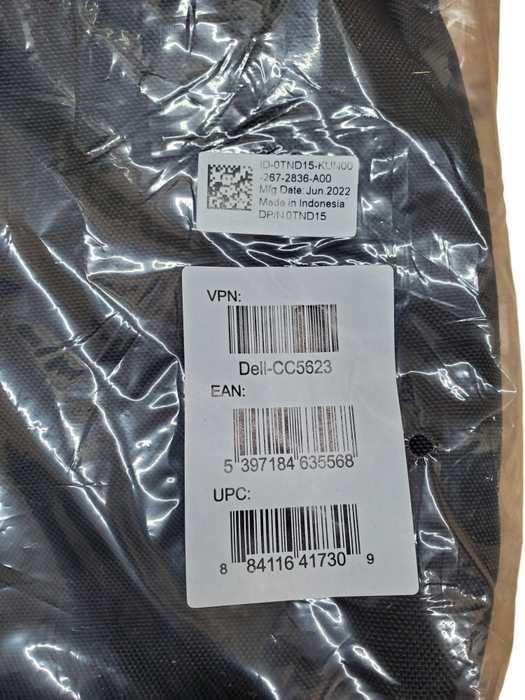 ID-0TND15-KUN00
-267-2836-A00
Mfg Date: Jun 2022
Made in Indonesia
DP/N 0TND15
VPN:
Dell-CC5623
EAN:
5 397184 635568
UPC:
8 84116 41730 9